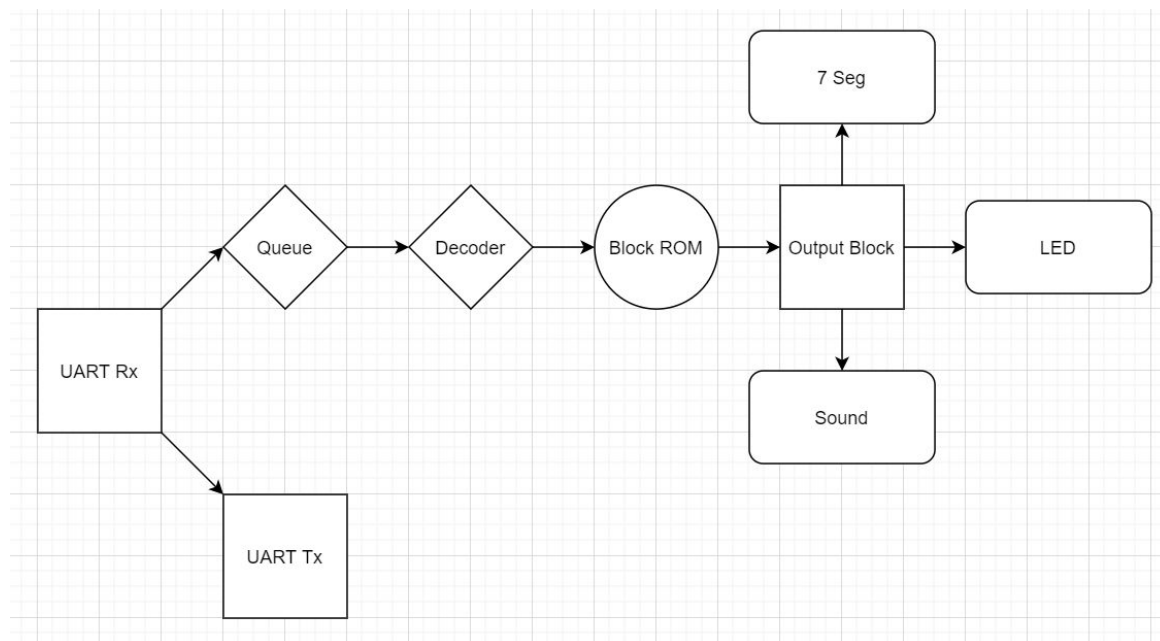 7 Seg
Queue
Decoder
Block ROM
Output Block
LED
UART Rx
Sound
UART Tx